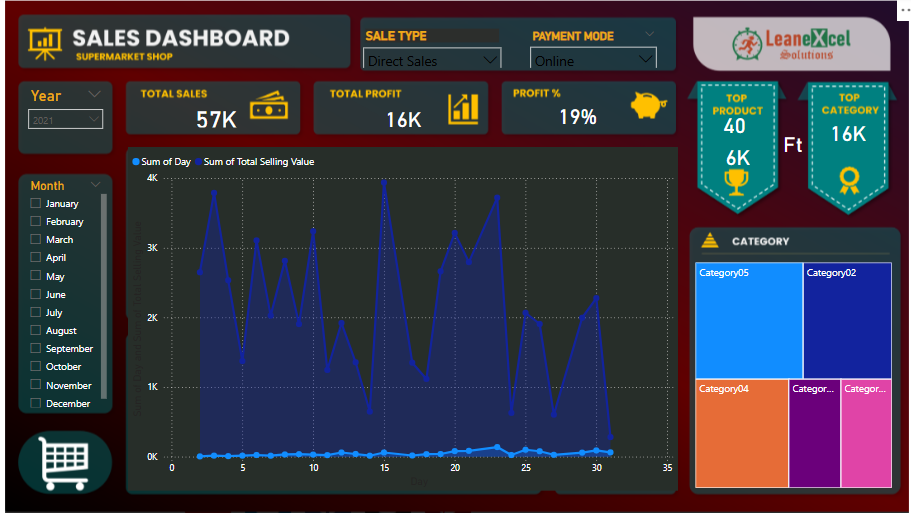 SALES DASHBOARD
SUPERMARKET SHOP
SALE TYPE
Direct Sales
PAYMENT MODE
Online
LeaneXcel
Solutions
Year
2021
TOTAL SALES
57K
TOTAL PROFIT
16K
PROFIT %
19%
TOP
PRODUCT
40
6K
Ft
TOP
CATEGORY
16K
Month
January
February
March
April
May
June
July
August
September
October
November
December
Sum of Day
Sum of Total Selling Value
4K
3K
2K
1K
0K
0
5
10
15
20
25
30
35
Day
CATEGORY
Category05
Category02
Category04
Categor...
Categor...